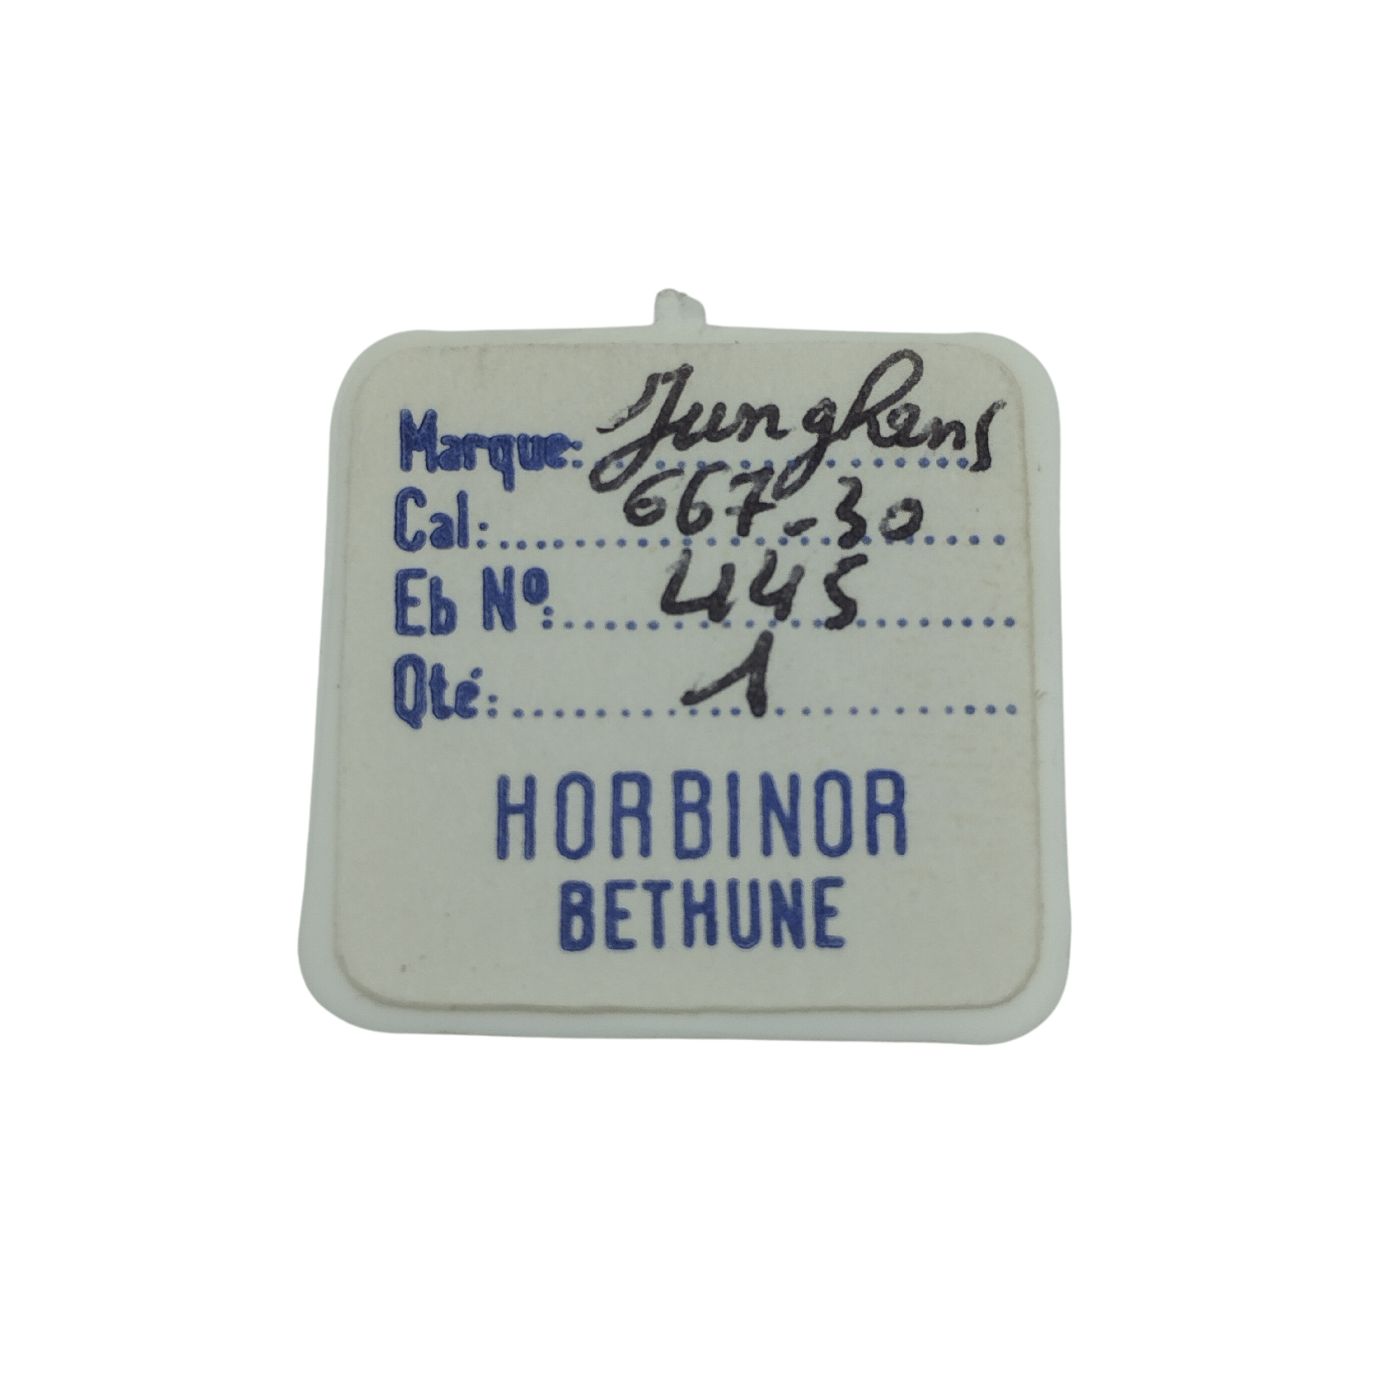 Marque: Junghans
Cal: 667-30
Eb Nº: 445
Qté: 1
HORBINOR
BETHUNE